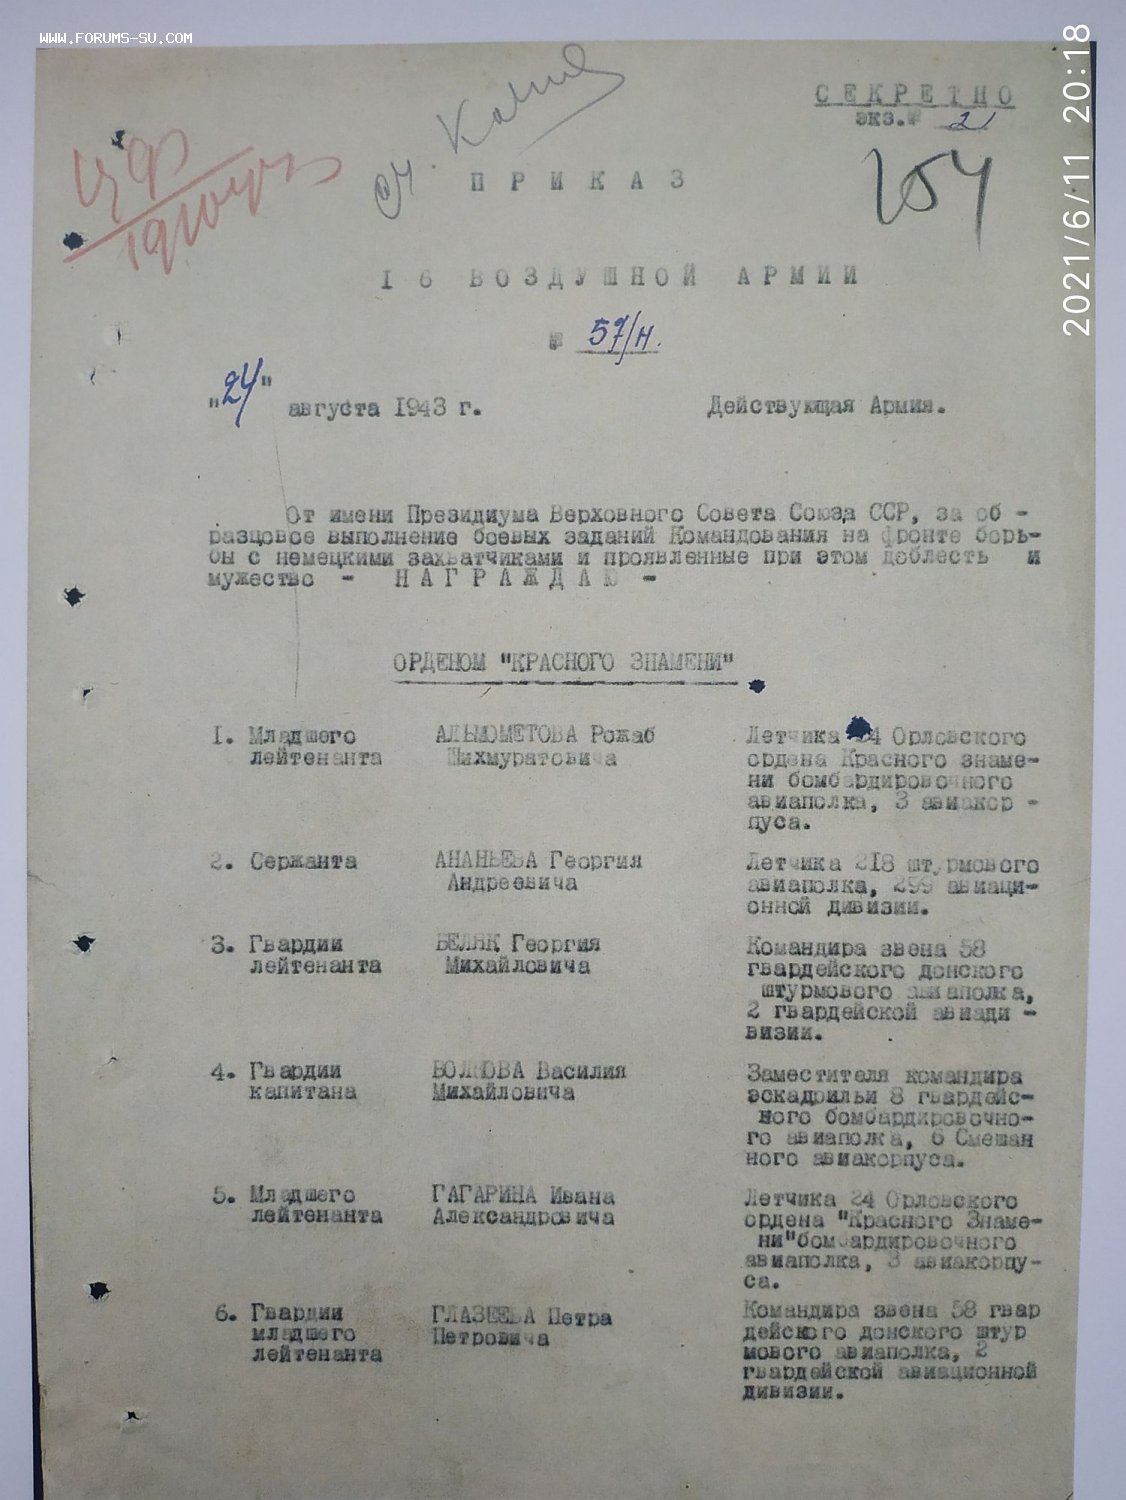 www.FORUMS-SU.COM
2021/6/11 20:18
СЕКРЕТНО
экз.№ 2
ПРИКАЗ
16 ВОЗДУШНОЙ АРМИИ
№ 57/н.
"24" августа 1943 г. Действующая Армия.
От имени Президиума Верховного Совета Союза ССР, за об -
разцовое выполнение боевых заданий Командования на фронте борь-
бы с немецкими захватчиками и проявленные при этом доблесть и
мужество - НАГРАЖДАЮ -
ОРДЕНОМ "КРАСНОГО ЗНАМЕНИ"
1. Младшего АЛЬМОМЕТОВА Рожаб Летчика 24 Орловского
лейтенанта Шихмуратовича ордена Красного знаме-
ни бомбардировочного
авиаполка, 3 авиакор -
пуса.
2. Сержанта АНАНЬЕВА Георгия Летчика 218 штурмового
Андреевича авиаполка, 299 авиаци-
онной дивизии.
3. Гвардии БЕЛЯК Георгия Командира звена 58
лейтенанта Михайловича гвардейского донского
штурмового авиаполка,
2 гвардейской авиади -
визии.
4. Гвардии ВОЛКОВА Василия Заместителя командира
капитана Михайловича эскадрильи 8 гвардейс-
кого бомбардировочно-
го авиаполка, 6 Смешан
ного авиакорпуса.
5. Младшего ГАГАРИНА Ивана Летчика 24 Орловского
лейтенанта Александровича ордена "Красного Знаме-
ни"бомбардировочного
авиаполка, 3 авиакорпу-
са.
6. Гвардии ГЛАЗЕЕВА Петра Командира звена 58 гвар
младшего Петровича дейского донского штур
лейтенанта мового авиаполка, 2
гвардейской авиационной
дивизии.